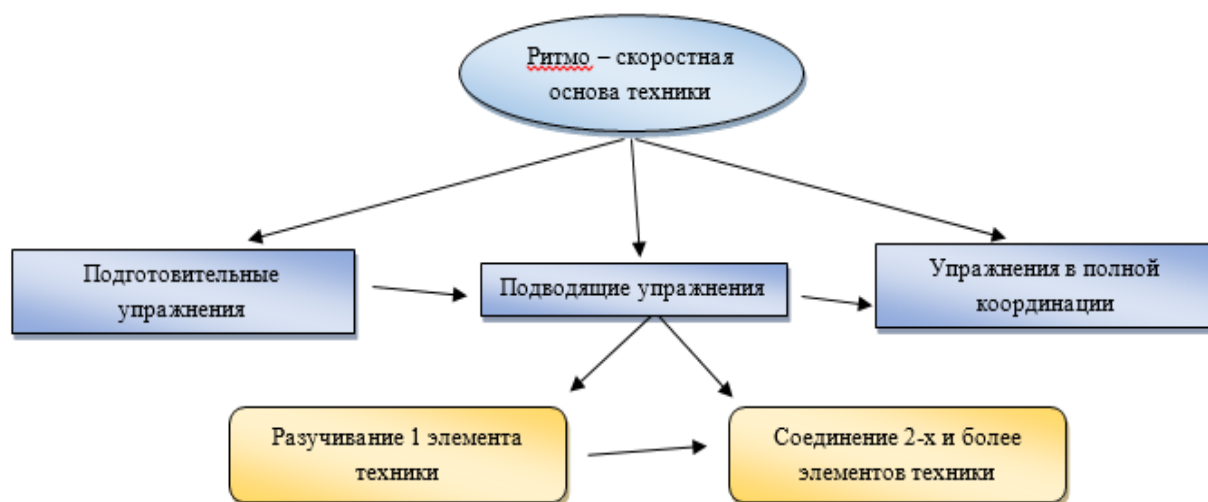 Ритмо – скоростная
основа техники
Подготовительные
упражнения
Подводящие упражнения
Упражнения в полной
координации
Разучивание 1 элемента
техники
Соединение 2-х и более
элементов техники